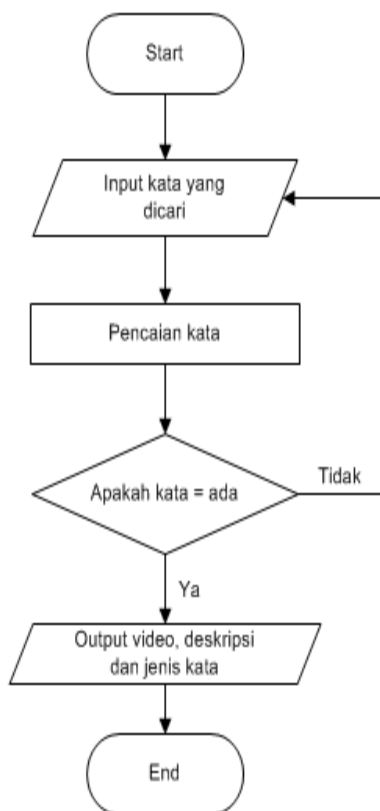 Start
Input kata yang
dicari
Pencaian kata
Apakah kata = ada
Tidak
Ya
Output video, deskripsi
dan jenis kata
End